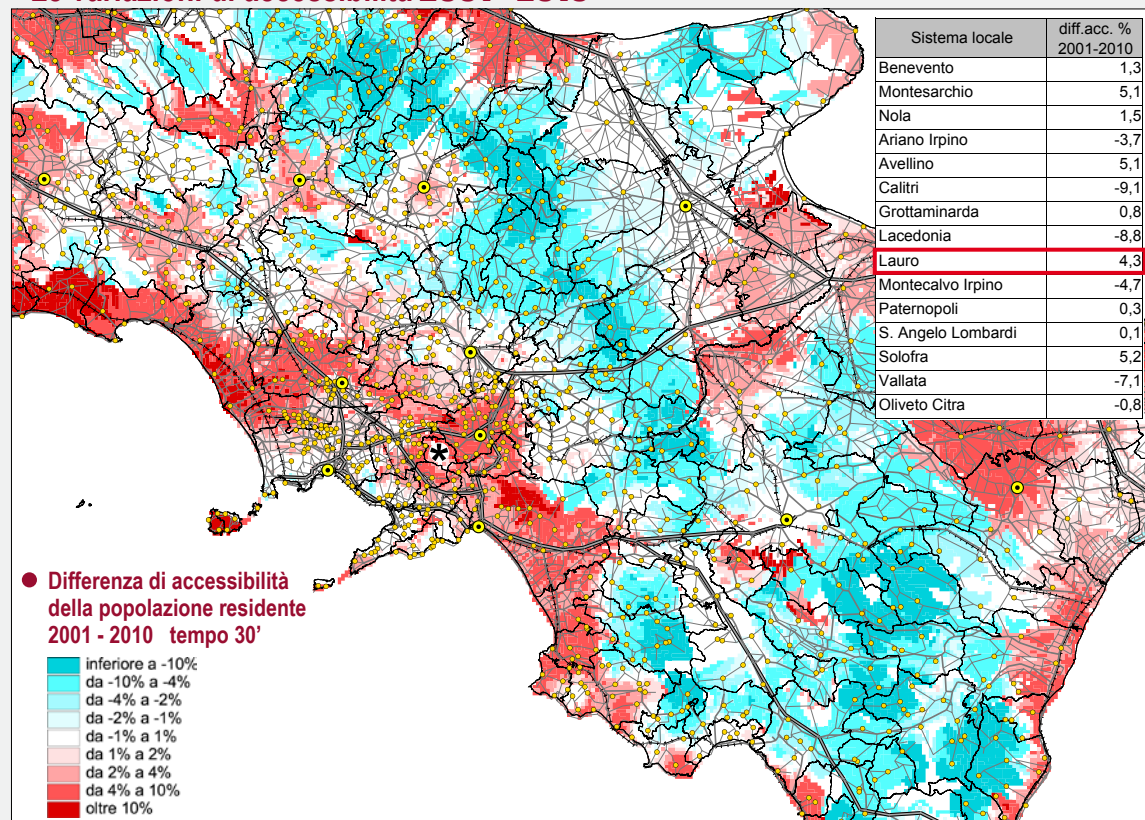 Sistema locale diff.acc. % 2001-2010
Benevento 1,3
Montesarchio 5,1
Nola 1,5
Ariano Irpino -3,7
Avellino 5,1
Calitri -9,1
Grottaminarda 0,8
Lacedonia -8,8
Lauro 4,3
Montecalvo Irpino -4,7
Paternopoli 0,3
S. Angelo Lombardi 0,1
Solofra 5,2
Vallata -7,1
Oliveto Citra -0,8
*
● Differenza di accessibilità
della popolazione residente
2001 - 2010 tempo 30'
inferiore a -10%
da -10% a -4%
da -4% a -2%
da -2% a -1%
da -1% a 1%
da 1% a 2%
da 2% a 4%
da 4% a 10%
oltre 10%